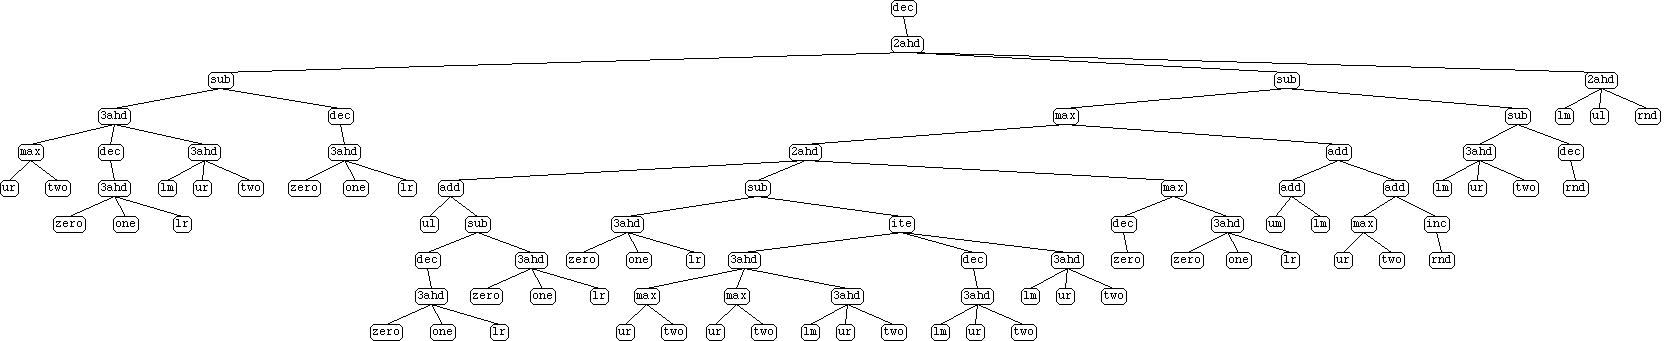 dec
2ahd
sub sub 2ahd
3ahd dec max sub lm ul rnd
max dec 3ahd 3ahd 2ahd add 3ahd dec
ur two 3ahd lm ur two zero one lr add sub max add add lm ur two rnd
zero one lr ul sub 3ahd ite dec 3ahd um lm max inc
dec 3ahd zero one lr 3ahd dec 3ahd zero zero one lr ur two rnd
3ahd zero one lr max max 3ahd 3ahd lm ur two
zero one lr ur two ur two lm ur two lm ur two